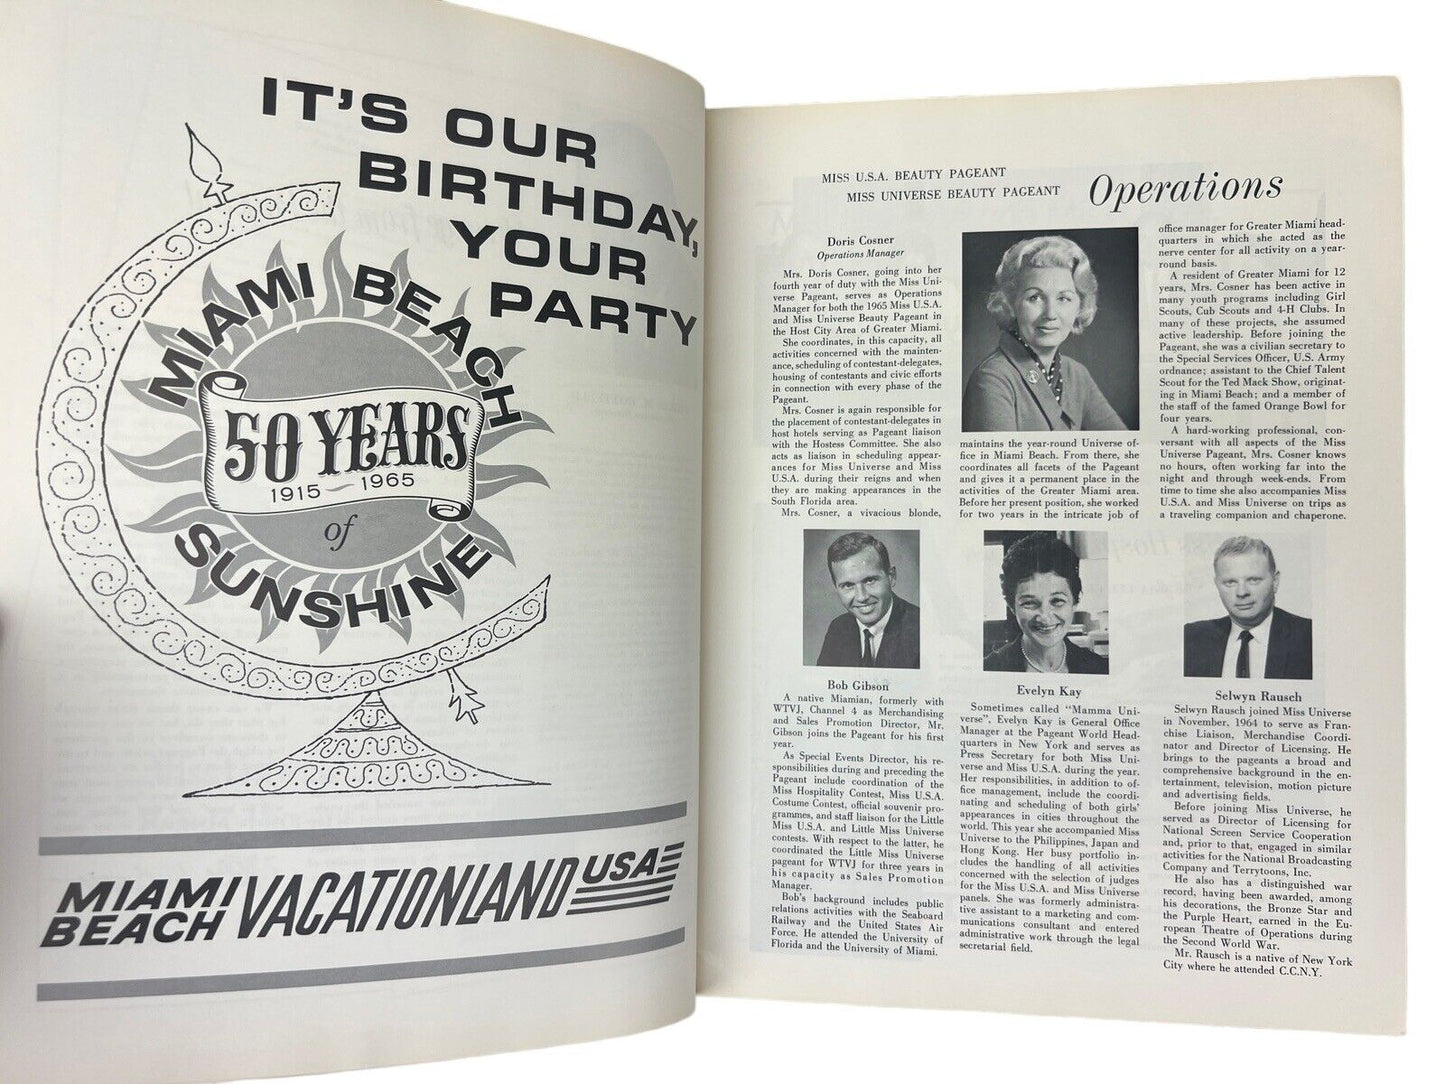 IT'S OUR
BIRTHDAY,
YOUR
PARTY
MIAMI BEACH
50 YEARS
1915 — 1965
of
SUNSHINE
MIAMI
BEACH
VACATIONLAND
USA
MISS U.S.A. BEAUTY PAGEANT
MISS UNIVERSE BEAUTY PAGEANT
Operations
Doris Cosner
Operations Manager
Mrs. Doris Cosner, going into her
fourth year of duty with the Miss Uni-
verse Pageant, serves as Operations
Manager for both the 1965 Miss U.S.A.
and Miss Universe Beauty Pageant in
the Host City Area of Greater Miami.
She coordinates, in this capacity, all
activities concerned with the mainten-
ance, scheduling of contestant-delegates,
housing of contestants and civic efforts
in connection with every phase of the
Pageant.
Mrs. Cosner is again responsible for
the placement of contestant-delegates in
host hotels serving as Pageant liaison
with the Hostess Committee. She also
acts as liaison in scheduling appear-
ances for Miss Universe and Miss
U.S.A. during their reigns and when
they are making appearances in the
South Florida area.
Mrs. Cosner, a vivacious blonde,
maintains the year-round Universe of-
fice in Miami Beach. From there, she
coordinates all facets of the Pageant
and gives it a permanent place in the
activities of the Greater Miami area.
Before her present position, she worked
for two years in the intricate job of
office manager for Greater Miami head-
quarters in which she acted as the
nerve center for all activity on a year-
round basis.
A resident of Greater Miami for 12
years, Mrs. Cosner has been active in
many youth programs including Girl
Scouts, Cub Scouts and 4-H Clubs. In
many of these projects, she assumed
active leadership. Before joining the
Pageant, she was a civilian secretary to
the Special Services Officer, U.S. Army
ordnance; assistant to the Chief Talent
Scout for the Ted Mack Show, originat-
ing in Miami Beach; and a member of
the staff of the famed Orange Bowl for
four years.
A hard-working professional, con-
versant with all aspects of the Miss
Universe Pageant, Mrs. Cosner knows
no hours, often working far into the
night and through week-ends. From
time to time she also accompanies Miss
U.S.A. and Miss Universe on trips as
a traveling companion and chaperone.
Bob Gibson
A native Miamian, formerly with
WTVJ, Channel 4 as Merchandising
and Sales Promotion Director, Mr.
Gibson joins the Pageant for his first
year.
As Special Events Director, his re-
sponsibilities during and preceding the
Pageant include coordination of the
Miss Hospitality Contest, Miss U.S.A.
Costume Contest, official souvenir pro-
grammes, and staff liaison for the Little
Miss U.S.A. and Little Miss Universe
contests. With respect to the latter, he
coordinated the Little Miss Universe
pageant for WTVJ for three years in
his capacity as Sales Promotion
Manager.
Bob's background includes public
relations activities with the Seaboard
Railway and the United States Air
Force. He attended the University of
Florida and the University of Miami.
Evelyn Kay
Sometimes called "Mamma Uni-
verse", Evelyn Kay is General Office
Manager at the Pageant World Head-
quarters in New York and serves as
Press Secretary for both Miss Uni-
verse and Miss U.S.A. during the year.
Her responsibilities, in addition to of-
fice management, include the coordi-
nating and scheduling of both girls'
appearances in cities throughout the
world. This year she accompanied Miss
Universe to the Philippines, Japan and
Hong Kong. Her busy portfolio in-
cludes the handling of all activities
concerned with the selection of judges
for the Miss U.S.A. and Miss Universe
panels. She was formerly administra-
tive assistant to a marketing and com-
munications consultant and entered
administrative work through the legal
secretarial field.
Selwyn Rausch
Selwyn Rausch joined Miss Universe
in November, 1964 to serve as Fran-
chise Liaison, Merchandise Coordi-
nator and Director of Licensing. He
brings to the pageants a broad and
comprehensive background in the en-
tertainment, television, motion picture
and advertising fields.
Before joining Miss Universe, he
served as Director of Licensing for
National Screen Service Cooperation
and, prior to that, engaged in similar
activities for the National Broadcasting
Company and Terrytoons, Inc.
He also has a distinguished war
record, having been awarded, among
his decorations, the Bronze Star and
the Purple Heart, earned in the Eu-
ropean Theatre of Operations during
the Second World War.
Mr. Rausch is a native of New York
City where he attended C.C.N.Y.